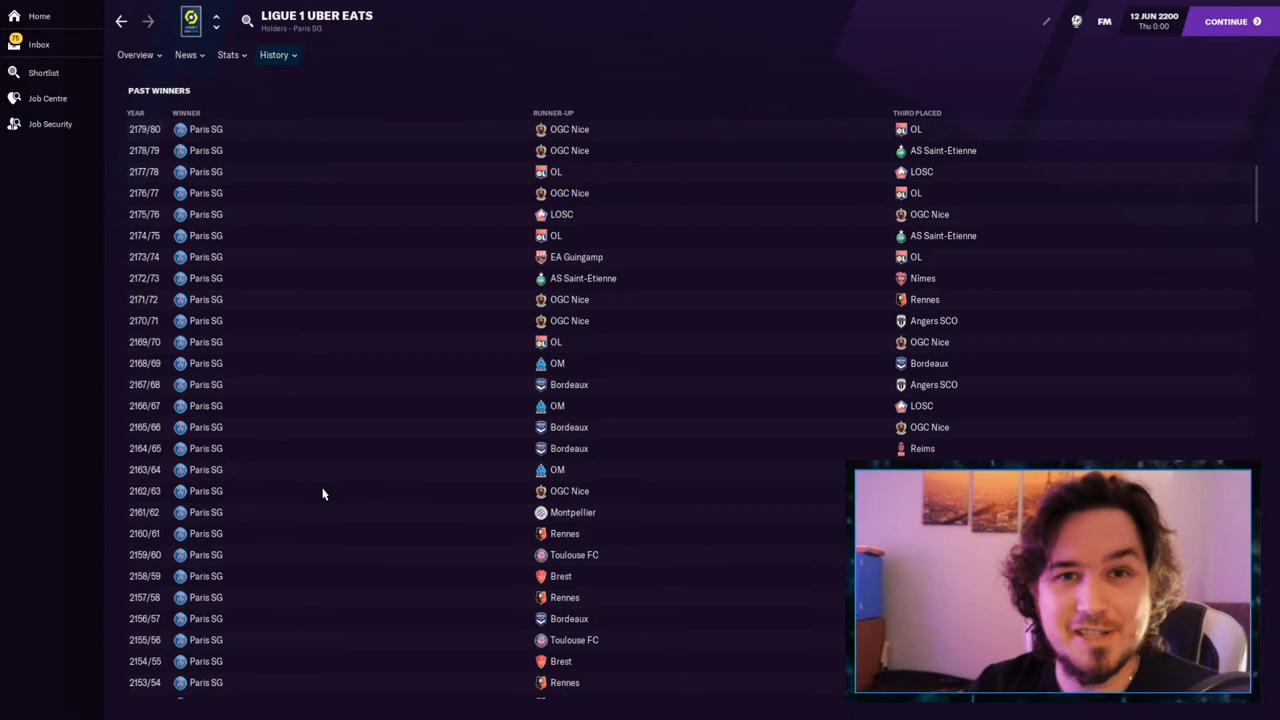 Home
75
Inbox
Shortlist
Job Centre
Job Security
LIGUE 1 UBER EATS
Holders - Paris SG
FM
12 JUN 2200
Thu 0:00
CONTINUE
Overview
News
Stats
History
PAST WINNERS
YEAR WINNER RUNNER-UP THIRD PLACED
2179/80 Paris SG OGC Nice OL
2178/79 Paris SG OGC Nice AS Saint-Etienne
2177/78 Paris SG OL LOSC
2176/77 Paris SG OGC Nice OL
2175/76 Paris SG LOSC OGC Nice
2174/75 Paris SG OL AS Saint-Etienne
2173/74 Paris SG EA Guingamp OL
2172/73 Paris SG AS Saint-Etienne Nîmes
2171/72 Paris SG OGC Nice Rennes
2170/71 Paris SG OGC Nice Angers SCO
2169/70 Paris SG OL OGC Nice
2168/69 Paris SG OM Bordeaux
2167/68 Paris SG Bordeaux Angers SCO
2166/67 Paris SG OM LOSC
2165/66 Paris SG Bordeaux OGC Nice
2164/65 Paris SG Bordeaux Reims
2163/64 Paris SG OM
2162/63 Paris SG OGC Nice
2161/62 Paris SG Montpellier
2160/61 Paris SG Rennes
2159/60 Paris SG Toulouse FC
2158/59 Paris SG Brest
2157/58 Paris SG Rennes
2156/57 Paris SG Bordeaux
2155/56 Paris SG Toulouse FC
2154/55 Paris SG Brest
2153/54 Paris SG Rennes